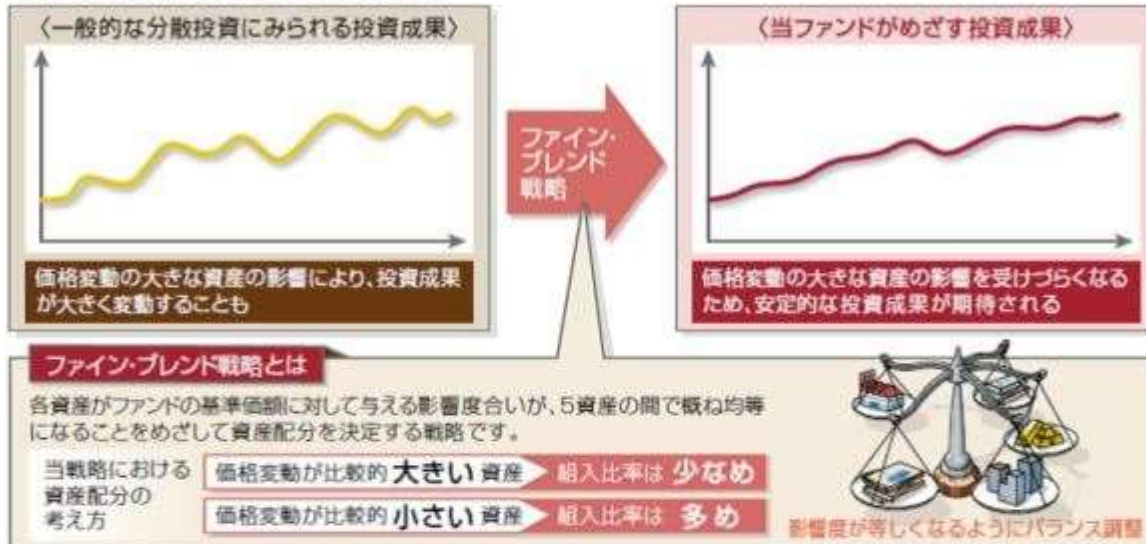 〈一般的な分散投資にみられる投資成果〉
価格変動の大きな資産の影響により、投資成果
が大きく変動することも
ファイン・
ブレンド
戦略
〈当ファンドがめざす投資成果〉
価格変動の大きな資産の影響を受けづらくなる
ため、安定的な投資成果が期待される
ファイン・ブレンド戦略とは
各資産がファンドの基準価額に対して与える影響度合いが、5資産の間で概ね均等
になることをめざして資産配分を決定する戦略です。
当戦略における
資産配分の
考え方
価格変動が比較的 大きい 資産 組入比率は 少なめ
価格変動が比較的 小さい 資産 組入比率は 多め
影響度が等しくなるようにバランス調整